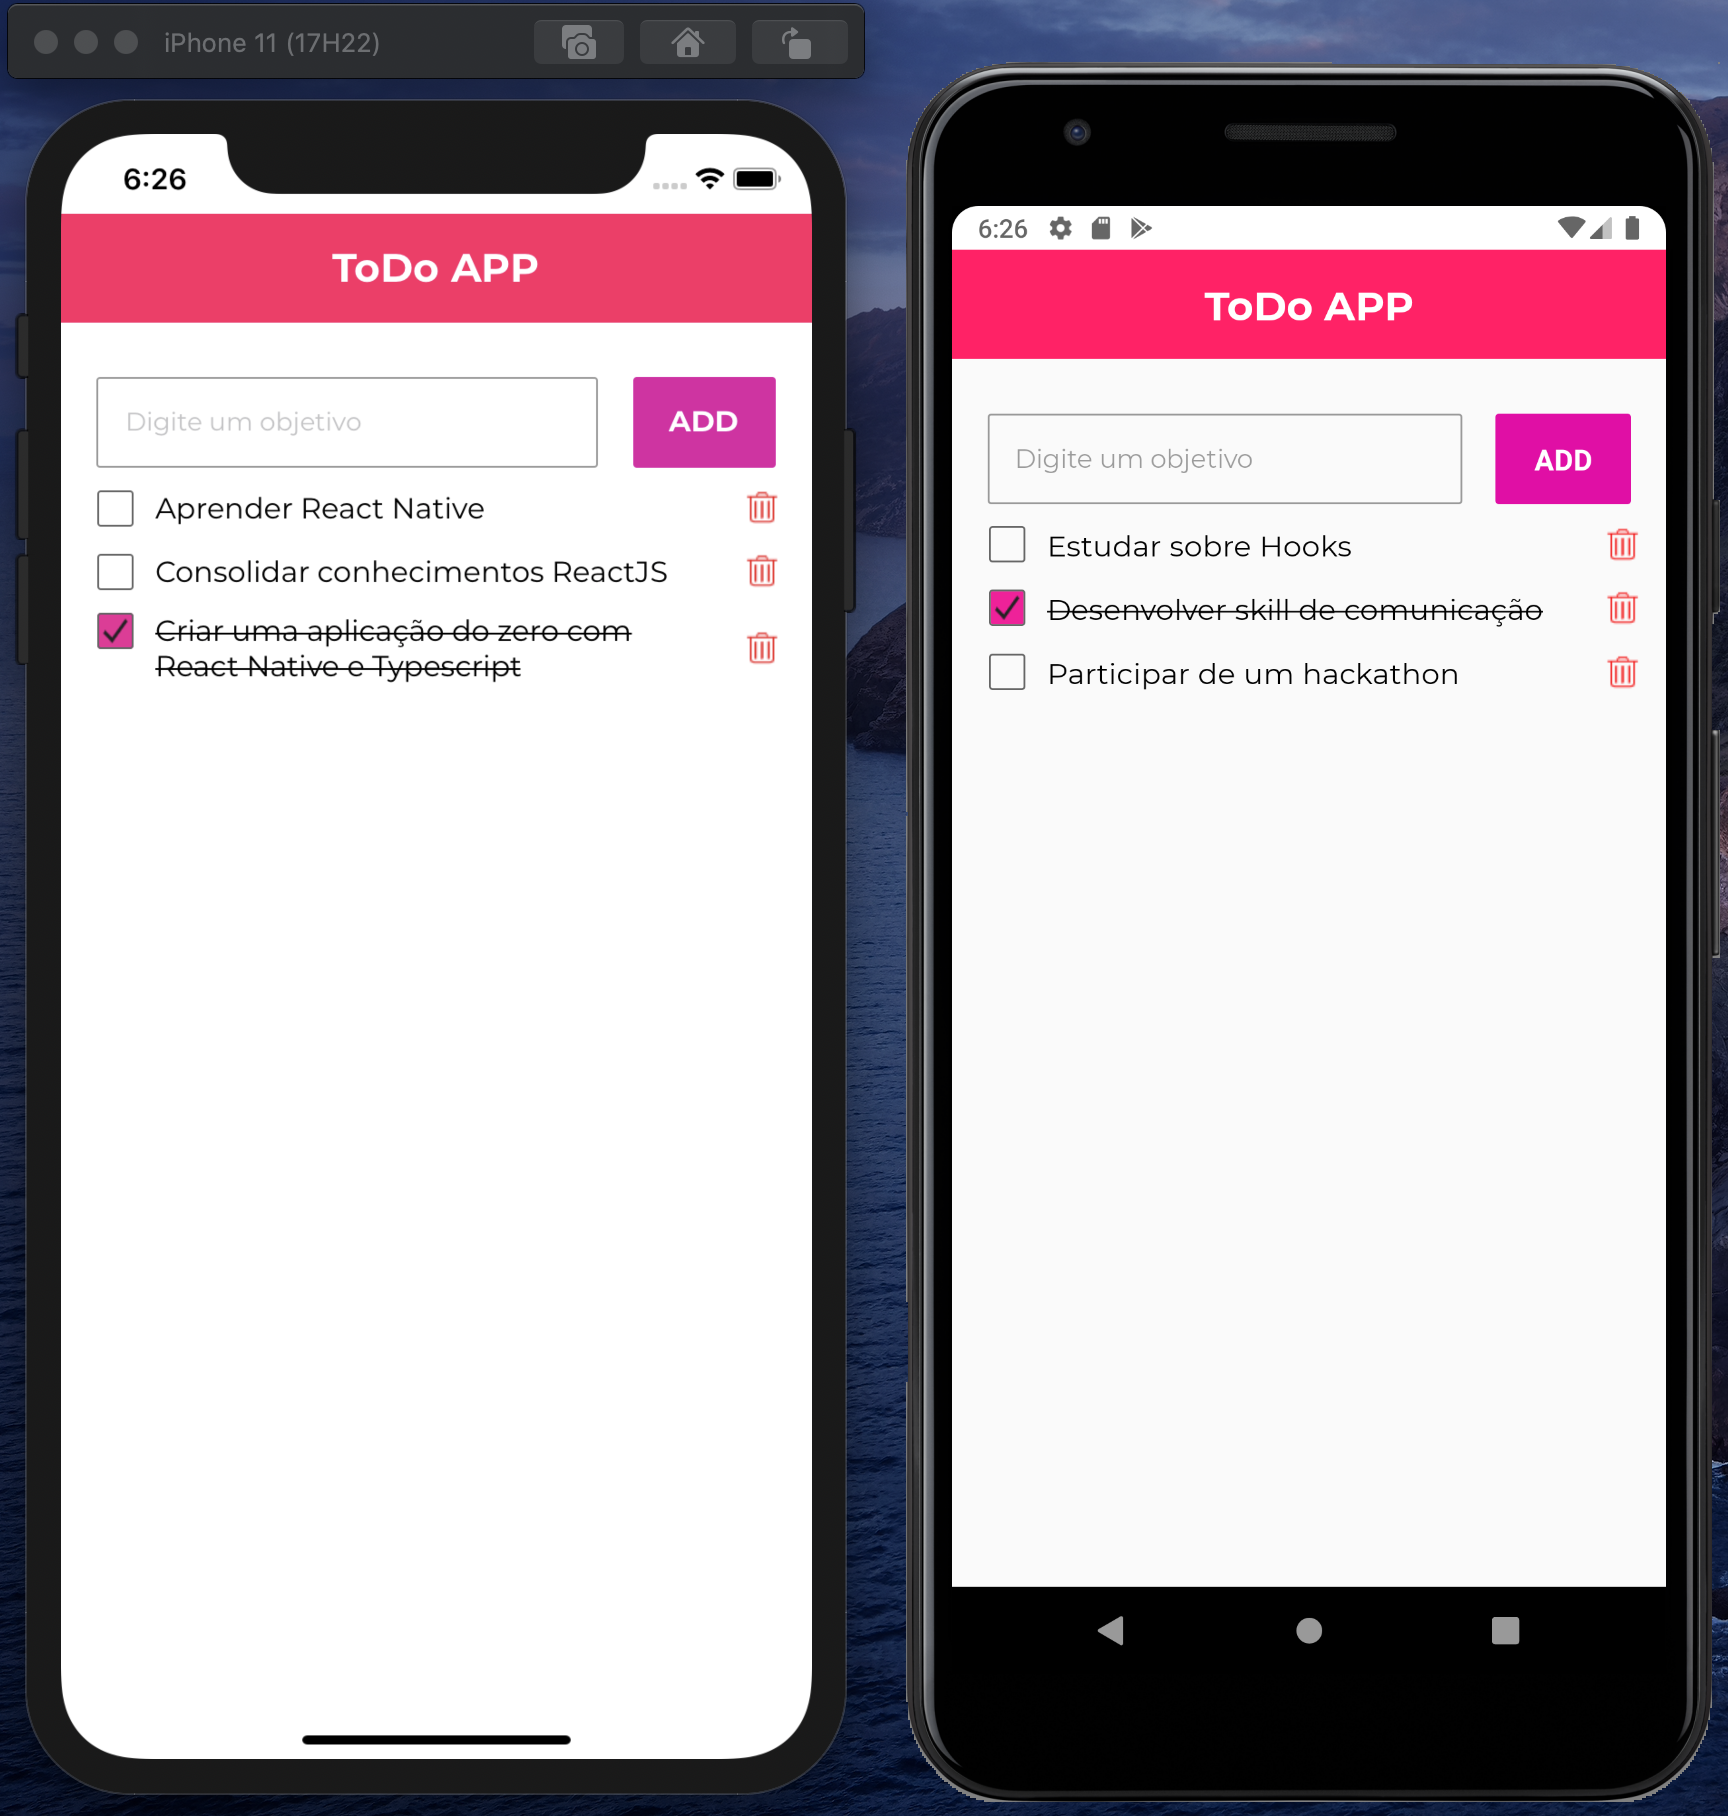 iPhone 11 (17H22)
6:26
ToDo APP
Digite um objetivo
ADD
Aprender React Native
Consolidar conhecimentos ReactJS
Criar uma aplicação do zero com
React Native e Typescript
6:26
ToDo APP
Digite um objetivo
ADD
Estudar sobre Hooks
Desenvolver skill de comunicação
Participar de um hackathon